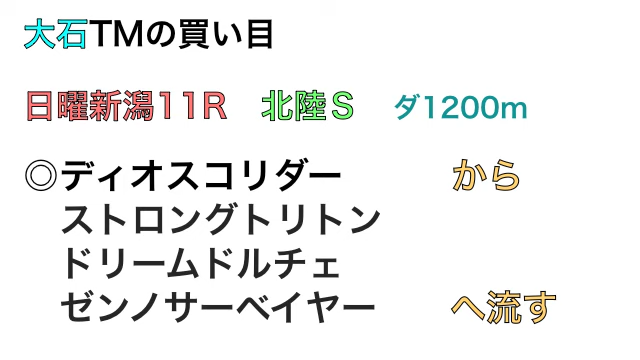 大石TMの買い目
日曜新潟11R 北陸S ダ1200m
◎ディオスコリダー から
ストロングトリトン
ドリームドルチェ
ゼンノサーベイヤー へ流す